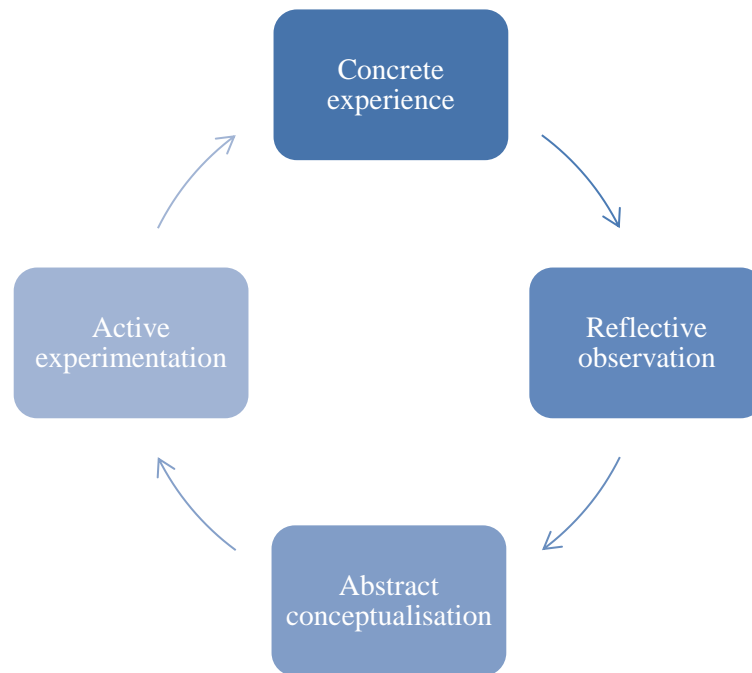 Concrete
experience
Reflective
observation
Abstract
conceptualisation
Active
experimentation